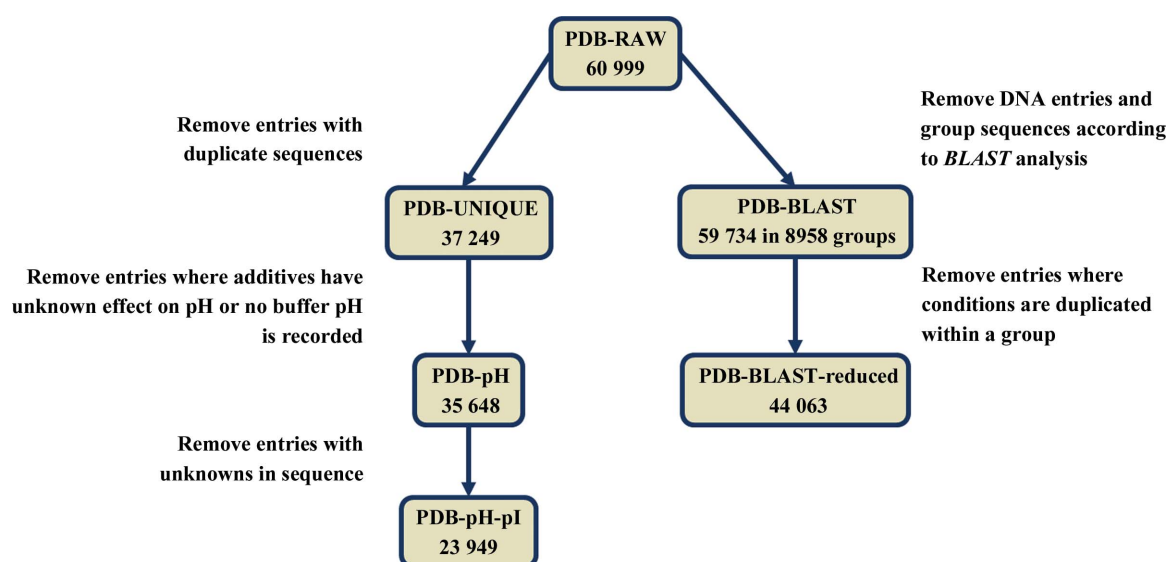 PDB-RAW
60 999
Remove entries with
duplicate sequences
Remove DNA entries and
group sequences according
to BLAST analysis
PDB-UNIQUE
37 249
PDB-BLAST
59 734 in 8958 groups
Remove entries where additives have
unknown effect on pH or no buffer pH
is recorded
Remove entries where
conditions are duplicated
within a group
PDB-pH
35 648
PDB-BLAST-reduced
44 063
Remove entries with
unknowns in sequence
PDB-pH-pI
23 949